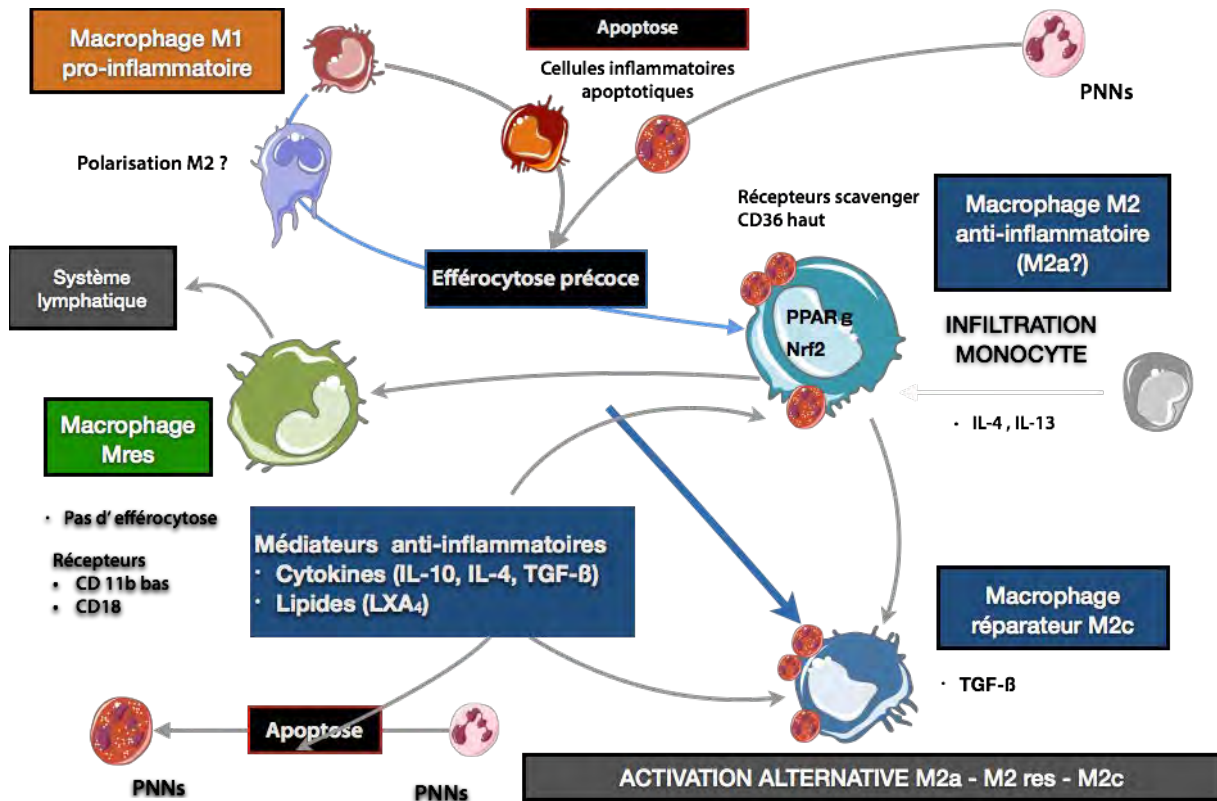 Macrophage M1
pro-inflammatoire
Apoptose
Cellules inflammatoires
apoptotiques
PNNs
Polarisation M2 ?
Récepteurs scavenger
CD36 haut
Macrophage M2
anti-inflammatoire
(M2a?)
Système
lymphatique
Efférocytose précoce
PPAR g
Nrf2
INFILTRATION
MONOCYTE
· IL-4 , IL-13
Macrophage
Mres
· Pas d' efférocytose
Récepteurs
• CD 11b bas
• CD18
Médiateurs anti-inflammatoires
· Cytokines (IL-10, IL-4, TGF-ß)
· Lipides (LXA₄)
Macrophage
réparateur M2c
· TGF-ß
Apoptose
PNNs
PNNs
ACTIVATION ALTERNATIVE M2a - M2 res - M2c